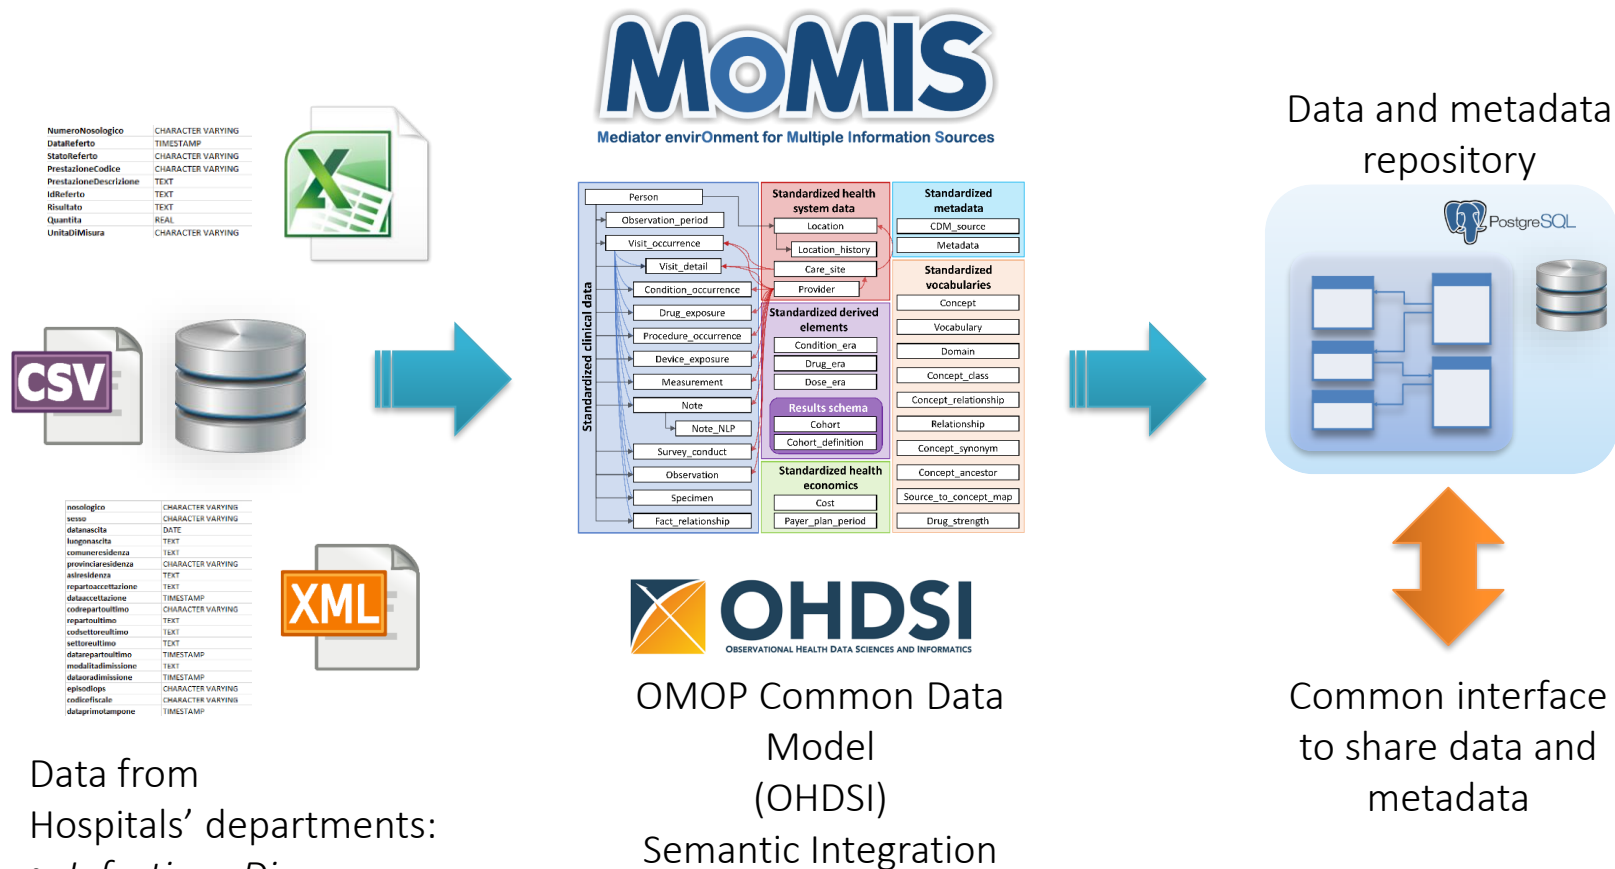 NumeroNosologico CHARACTER VARYING
DataReferto TIMESTAMP
StatoReferto CHARACTER VARYING
PrestazioneCodice CHARACTER VARYING
PrestazioneDescrizione TEXT
IdReferto TEXT
Risultato TEXT
Quantita REAL
UnitaDiMisura CHARACTER VARYING
X
CSV
nosologico CHARACTER VARYING
sesso CHARACTER VARYING
datanascita DATE
luogonascita TEXT
comuneresidenza TEXT
provinciaresidenza CHARACTER VARYING
aslresidenza TEXT
repartoaccettazione TEXT
dataaccettazione TIMESTAMP
codrepartoultimo CHARACTER VARYING
repartoultimo TEXT
codsettoreultimo TEXT
settoreultimo TEXT
datarepartoultimo TIMESTAMP
modalitadimissione TEXT
dataoradimissione TIMESTAMP
episodiops CHARACTER VARYING
codicefiscale CHARACTER VARYING
dataprimotampone TIMESTAMP
XML
Data from
Hospitals’ departments:
MOMIS
Mediator envirOnment for Multiple Information Sources
Standardized clinical data
Person
Observation_period
Visit_occurrence
Visit_detail
Condition_occurrence
Drug_exposure
Procedure_occurrence
Device_exposure
Measurement
Note
Note_NLP
Survey_conduct
Observation
Specimen
Fact_relationship
Standardized health
system data
Location
Location_history
Care_site
Provider
Standardized derived
elements
Condition_era
Drug_era
Dose_era
Results schema
Cohort
Cohort_definition
Standardized health
economics
Cost
Payer_plan_period
Standardized
metadata
CDM_source
Metadata
Standardized
vocabularies
Concept
Vocabulary
Domain
Concept_class
Concept_relationship
Relationship
Concept_synonym
Concept_ancestor
Source_to_concept_map
Drug_strength
OHDSI
OBSERVATIONAL HEALTH DATA SCIENCES AND INFORMATICS
OMOP Common Data
Model
(OHDSI)
Semantic Integration
Data and metadata
repository
PostgreSQL
Common interface
to share data and
metadata